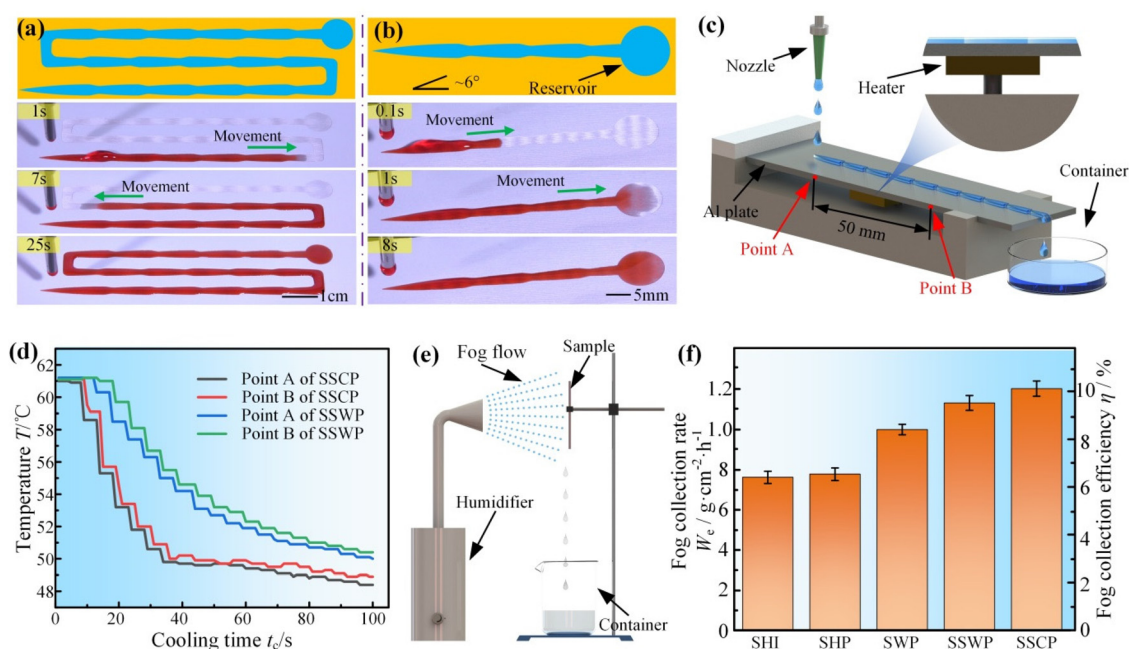 (a)
1s
Movement
7s
Movement
25s
1cm
(b)
~6°
Reservoir
0.1s
Movement
1s
Movement
8s
5mm
(c)
Nozzle
Heater
Container
Al plate
50 mm
Point A
Point B
(d)
Temperature T/°C
62
60
58
56
54
52
50
48
Point A of SSCP
Point B of SSCP
Point A of SSWP
Point B of SSWP
0 20 40 60 80 100
Cooling time tc/s
(e)
Fog flow
Sample
Humidifier
Container
(f)
Fog collection rate
We / g·cm-2·h-1
1.2
1.0
0.8
0.6
0.4
0.2
0.0
10
8
6
4
2
0
Fog collection efficiency η / %
SHI SHP SWP SSWP SSCP